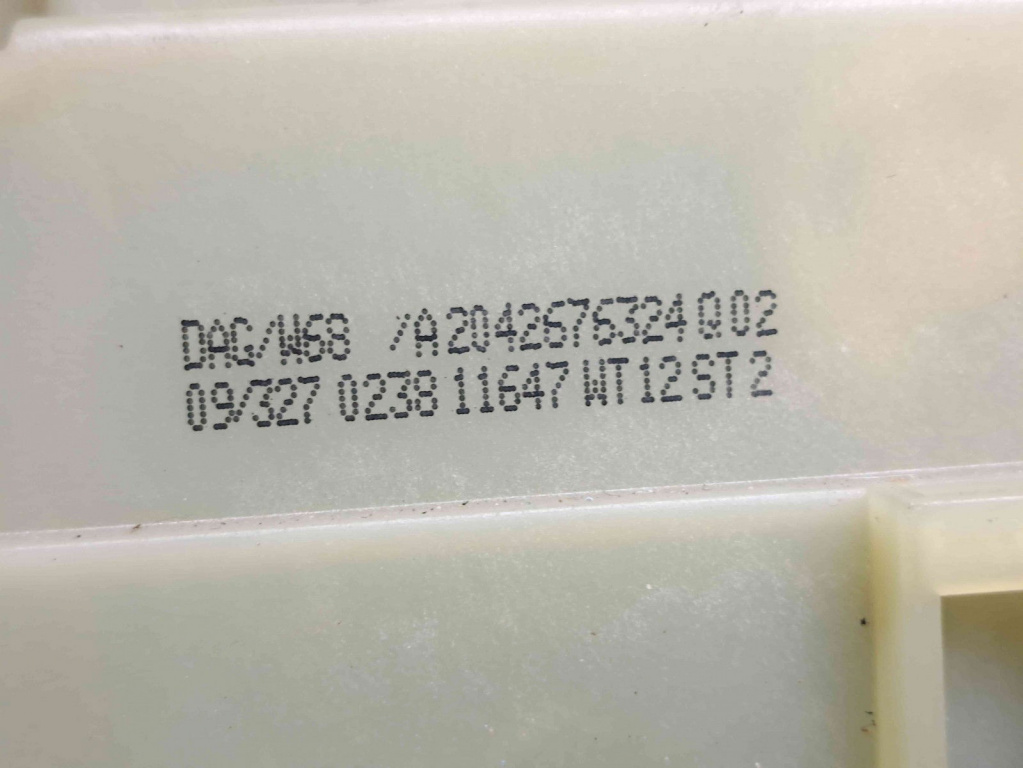 DAG/W68 /A2042676324 Q02
09/327 0238 11647 WT12 ST2